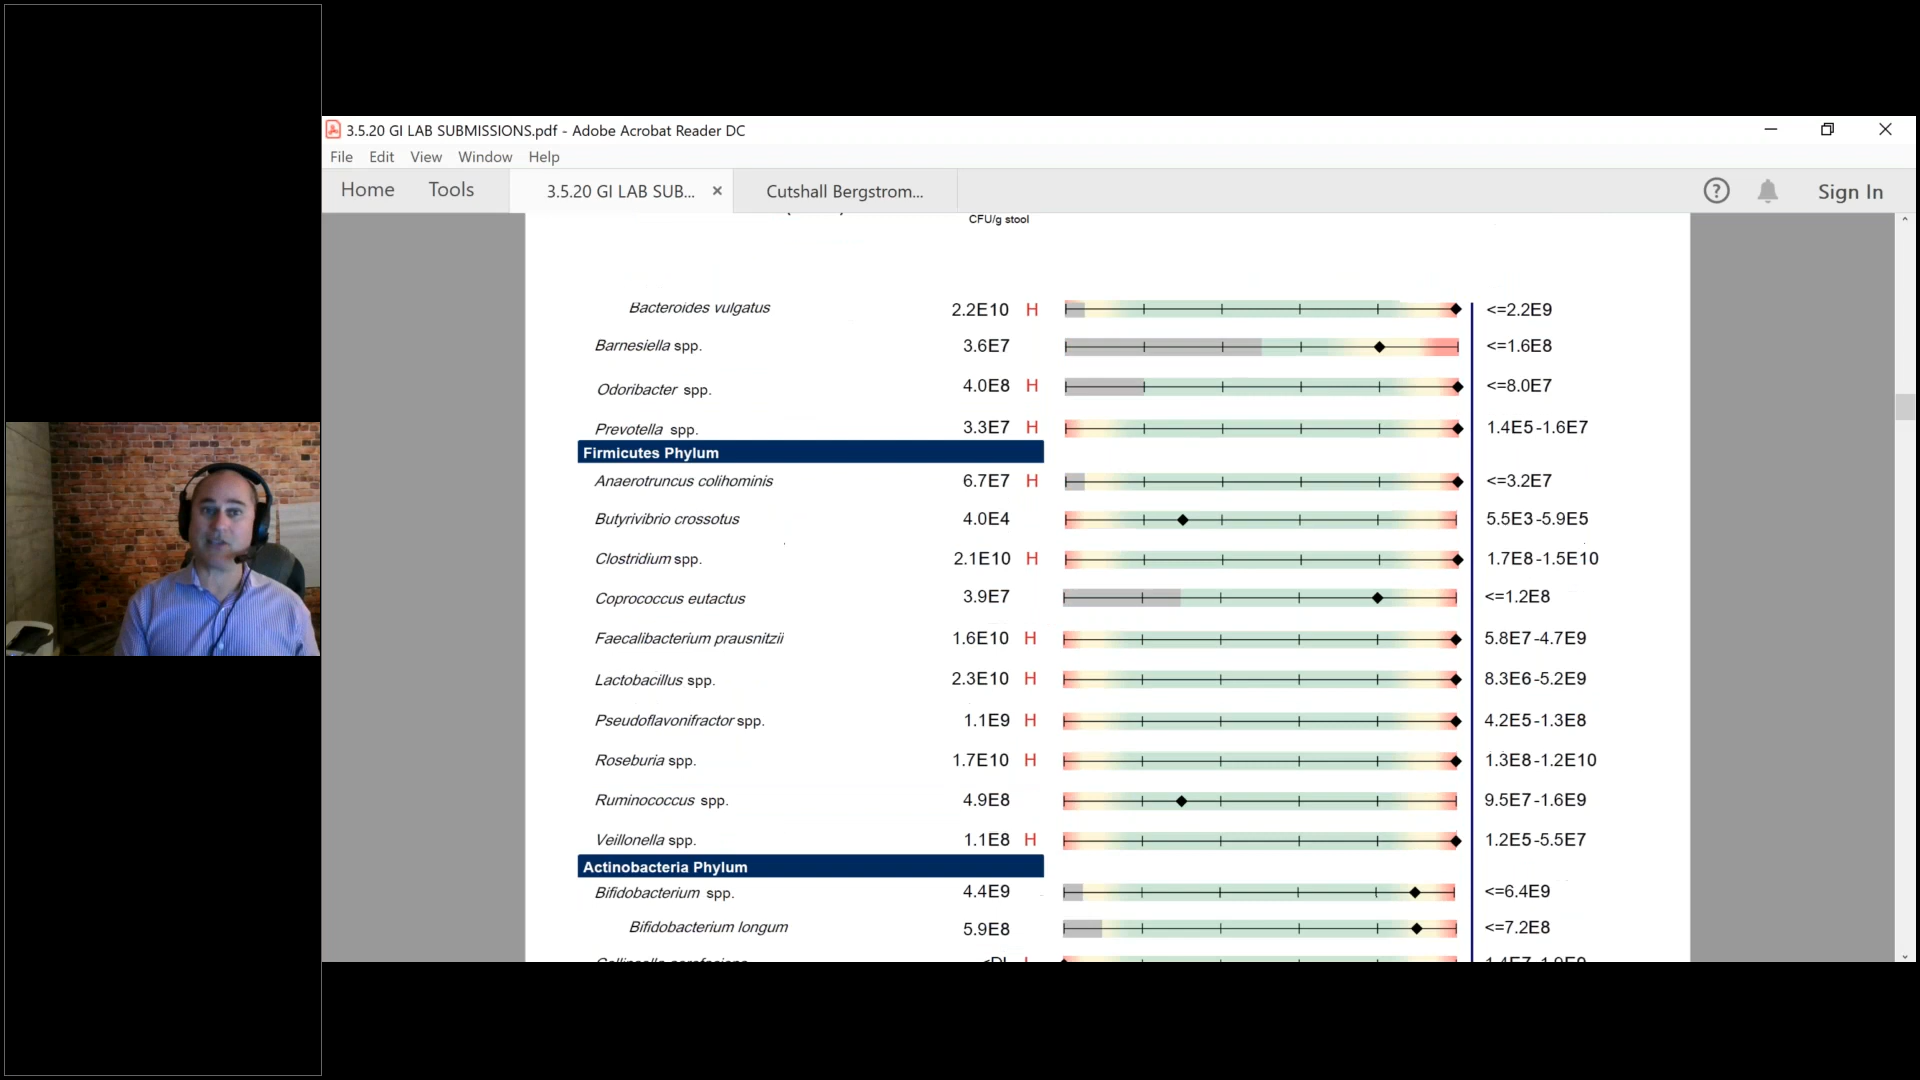 3.5.20 GI LAB SUBMISSIONS.pdf - Adobe Acrobat Reader DC
File Edit View Window Help
Home Tools 3.5.20 GI LAB SUB... × Cutshall Bergstrom... ? Sign In
CFU/g stool
Bacteroides vulgatus 2.2E10 H <=2.2E9
Barnesiella spp. 3.6E7 <=1.6E8
Odoribacter spp. 4.0E8 H <=8.0E7
Prevotella spp. 3.3E7 H 1.4E5-1.6E7
Firmicutes Phylum
Anaerotruncus colihominis 6.7E7 H <=3.2E7
Butyrivibrio crossotus 4.0E4 5.5E3-5.9E5
Clostridium spp. 2.1E10 H 1.7E8-1.5E10
Coprococcus eutactus 3.9E7 <=1.2E8
Faecalibacterium prausnitzii 1.6E10 H 5.8E7-4.7E9
Lactobacillus spp. 2.3E10 H 8.3E6-5.2E9
Pseudoflavonifractor spp. 1.1E9 H 4.2E5-1.3E8
Roseburia spp. 1.7E10 H 1.3E8-1.2E10
Ruminococcus spp. 4.9E8 9.5E7-1.6E9
Veillonella spp. 1.1E8 H 1.2E5-5.5E7
Actinobacteria Phylum
Bifidobacterium spp. 4.4E9 <=6.4E9
Bifidobacterium longum 5.9E8 <=7.2E8